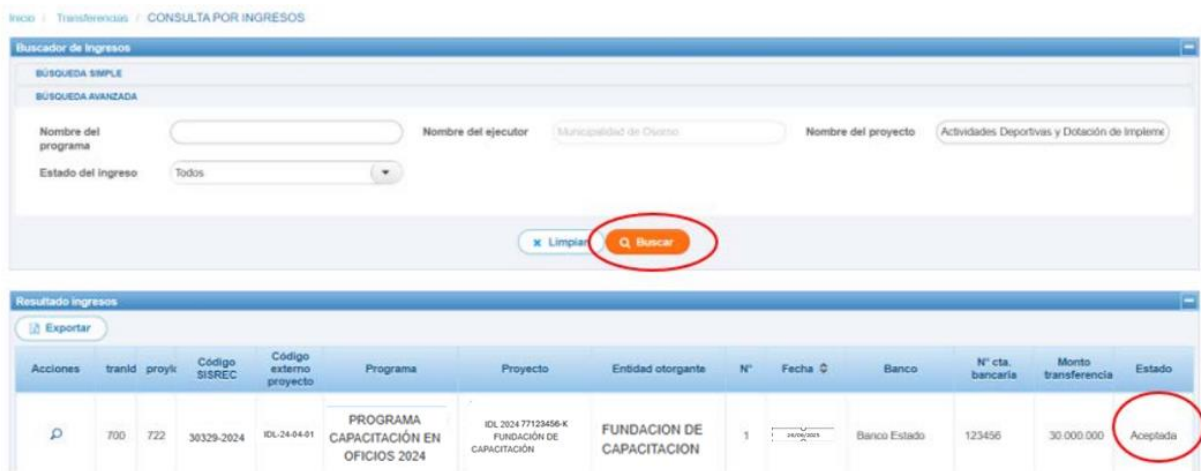 Inicio / Transferencias / CONSULTA POR INGRESOS
Buscador de Ingresos
BÚSQUEDA SIMPLE
BÚSQUEDA AVANZADA
Nombre del programa
Nombre del ejecutor
Municipalidad de Osorno
Nombre del proyecto
Actividades Deportivas y Dotación de Impleme
Estado del ingreso
Todos
Limpiar
Buscar
Resultado ingresos
Exportar
Acciones tranId proyIc Código SISREC Código externo proyecto Programa Proyecto Entidad otorgante N° Fecha Banco N° cta. bancaria Monto transferencia Estado
700 722 30329-2024 IDL-24-04-01 PROGRAMA CAPACITACIÓN EN OFICIOS 2024 IDL 2024 77123456-K FUNDACIÓN DE CAPACITACIÓN FUNDACION DE CAPACITACION 1 Banco Estado 123456 30.000.000 Aceptada